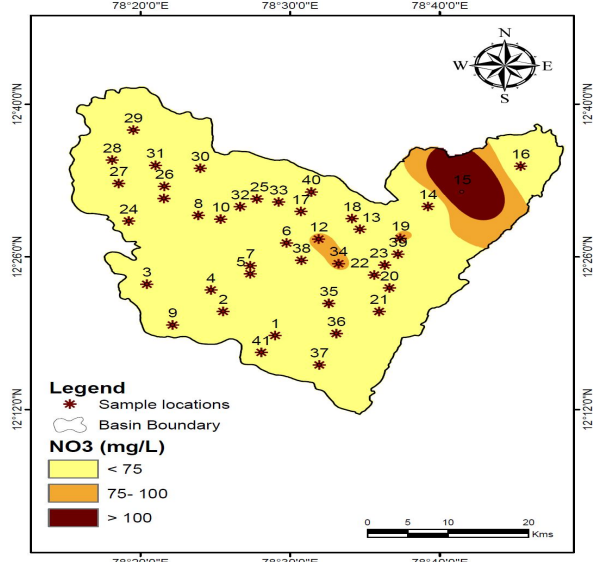 78°20'0"E 78°30'0"E 78°40'0"E
N
W E
S
12°40'0"N 12°40'0"N
29
28 31 30
27 26 16
25 33 40 15
32 17 14
24 8 10 18 13
12 19
6 39
12°26'0"N 12°26'0"N
7 38 34 23
5 22
3 4 20
2 35 21
9 1 36
41 37
Legend
Sample locations
Basin Boundary
12°12'0"N 12°12'0"N
NO3 (mg/L)
< 75
75- 100
> 100
0 5 10 20
Kms